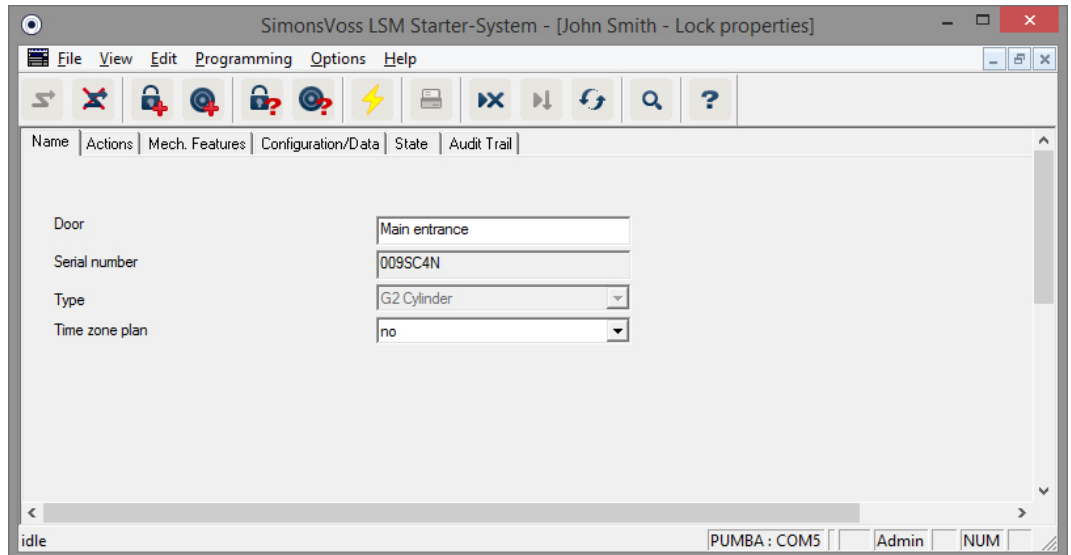 SimonsVoss LSM Starter-System - [John Smith - Lock properties]
File View Edit Programming Options Help
Name Actions Mech. Features Configuration/Data State Audit Trail
Door Main entrance
Serial number 009SC4N
Type G2 Cylinder
Time zone plan no
idle PUMBA : COM5 Admin NUM